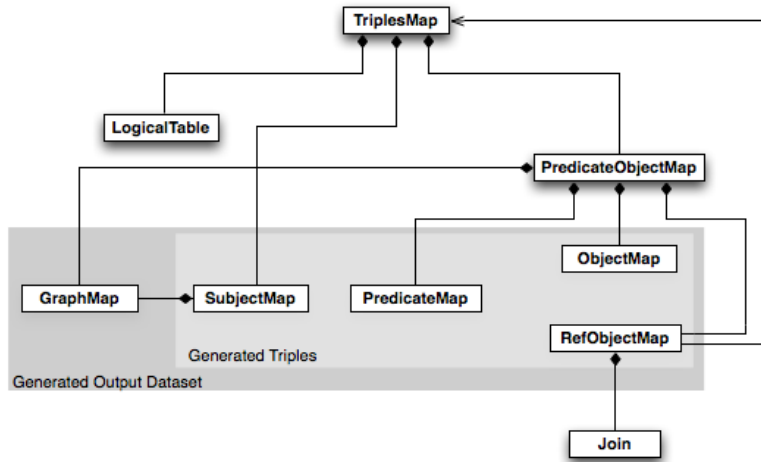 TriplesMap
LogicalTable
PredicateObjectMap
ObjectMap
GraphMap
SubjectMap
PredicateMap
RefObjectMap
Generated Triples
Generated Output Dataset
Join